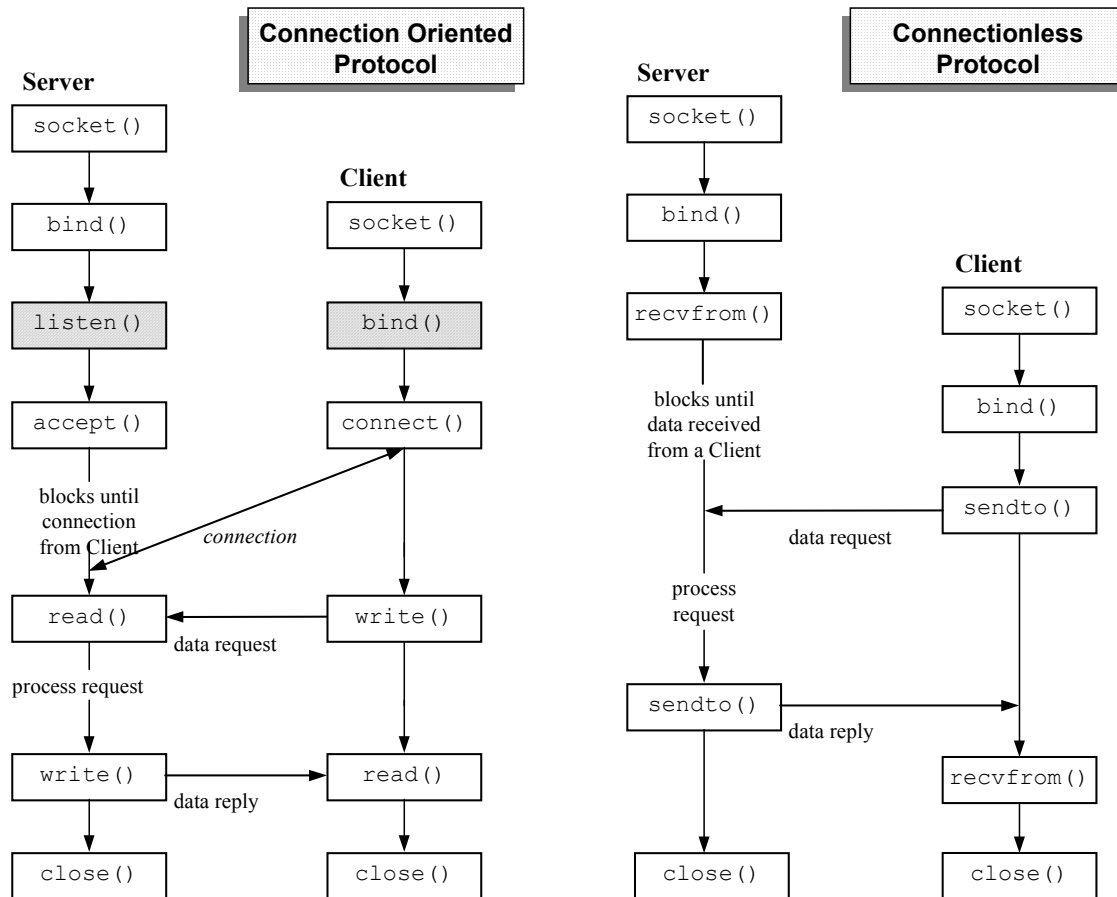 Connection Oriented
Protocol
Server
socket()
bind()
listen()
accept()
blocks until
connection
from Client
read()
process request
write()
close()
Client
socket()
bind()
connect()
connection
write()
data request
read()
data reply
close()
Connectionless
Protocol
Server
socket()
bind()
recvfrom()
blocks until
data received
from a Client
process
request
sendto()
close()
Client
socket()
bind()
sendto()
data request
data reply
recvfrom()
close()